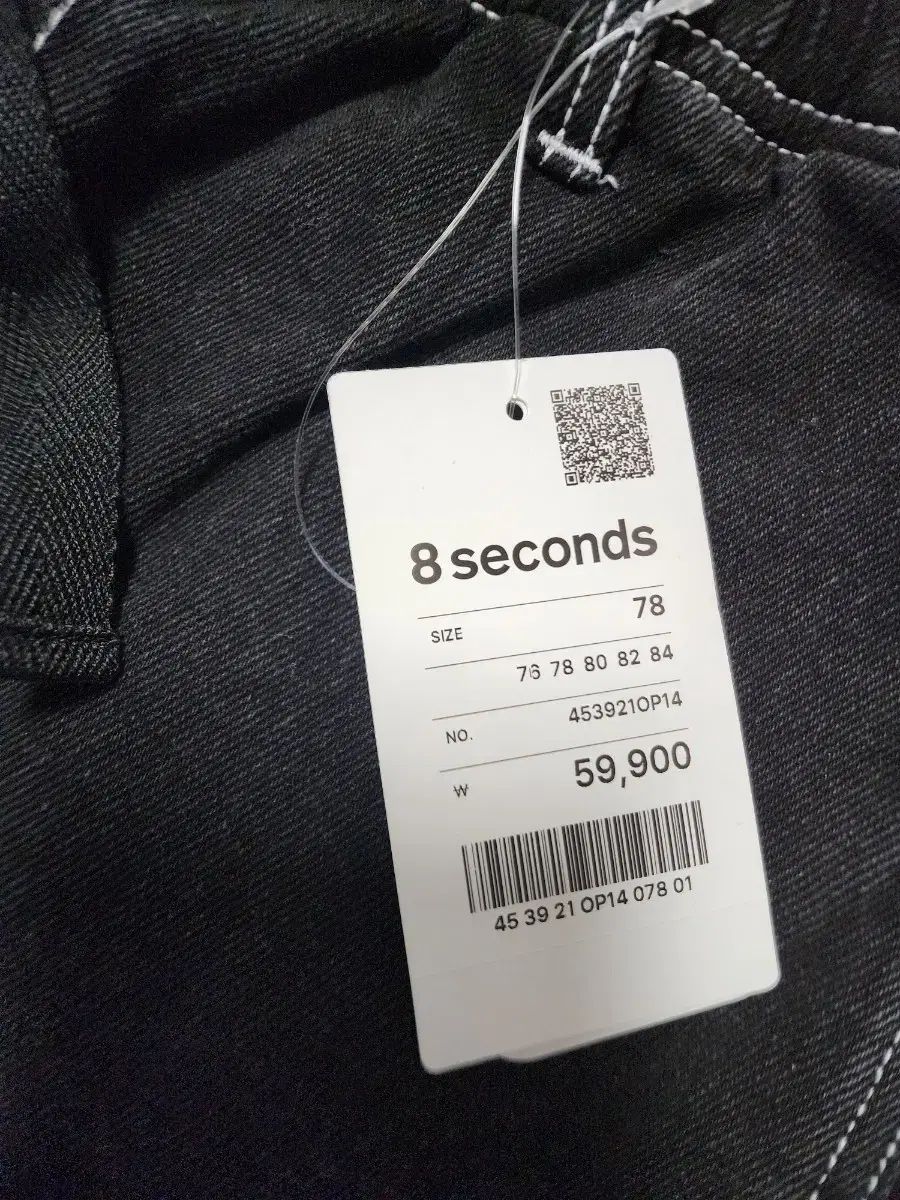 8 seconds
SIZE 78
76 78 80 82 84
NO. 453921OP14
₩ 59,900
45 39 21 OP14 078 01